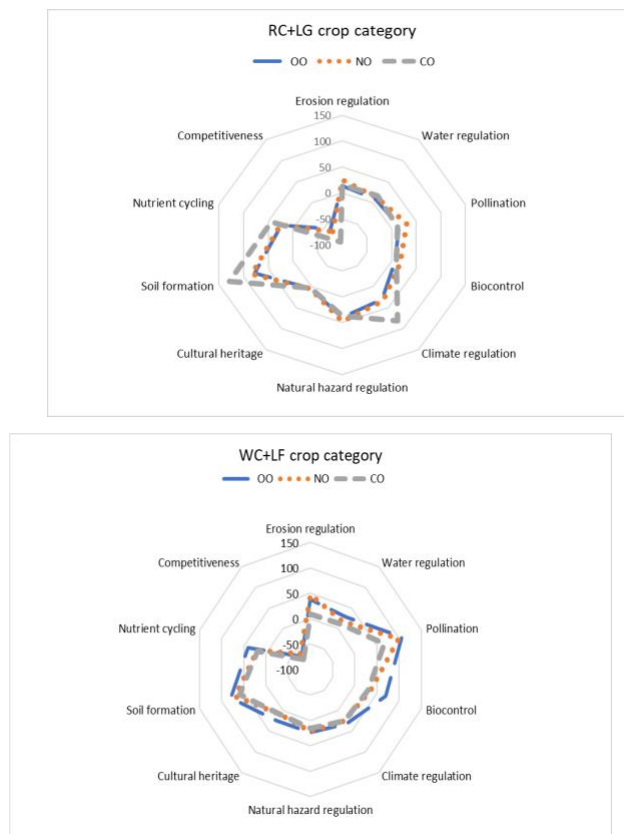 RC+LG crop category
OO NO CO
Erosion regulation
150
Competitiveness
Water regulation
100
50
Nutrient cycling
Pollination
0
-50
-100
Soil formation
Biocontrol
Cultural heritage
Climate regulation
Natural hazard regulation
WC+LF crop category
OO NO CO
Erosion regulation
150
Competitiveness
Water regulation
100
50
Nutrient cycling
Pollination
0
-50
-100
Soil formation
Biocontrol
Cultural heritage
Climate regulation
Natural hazard regulation